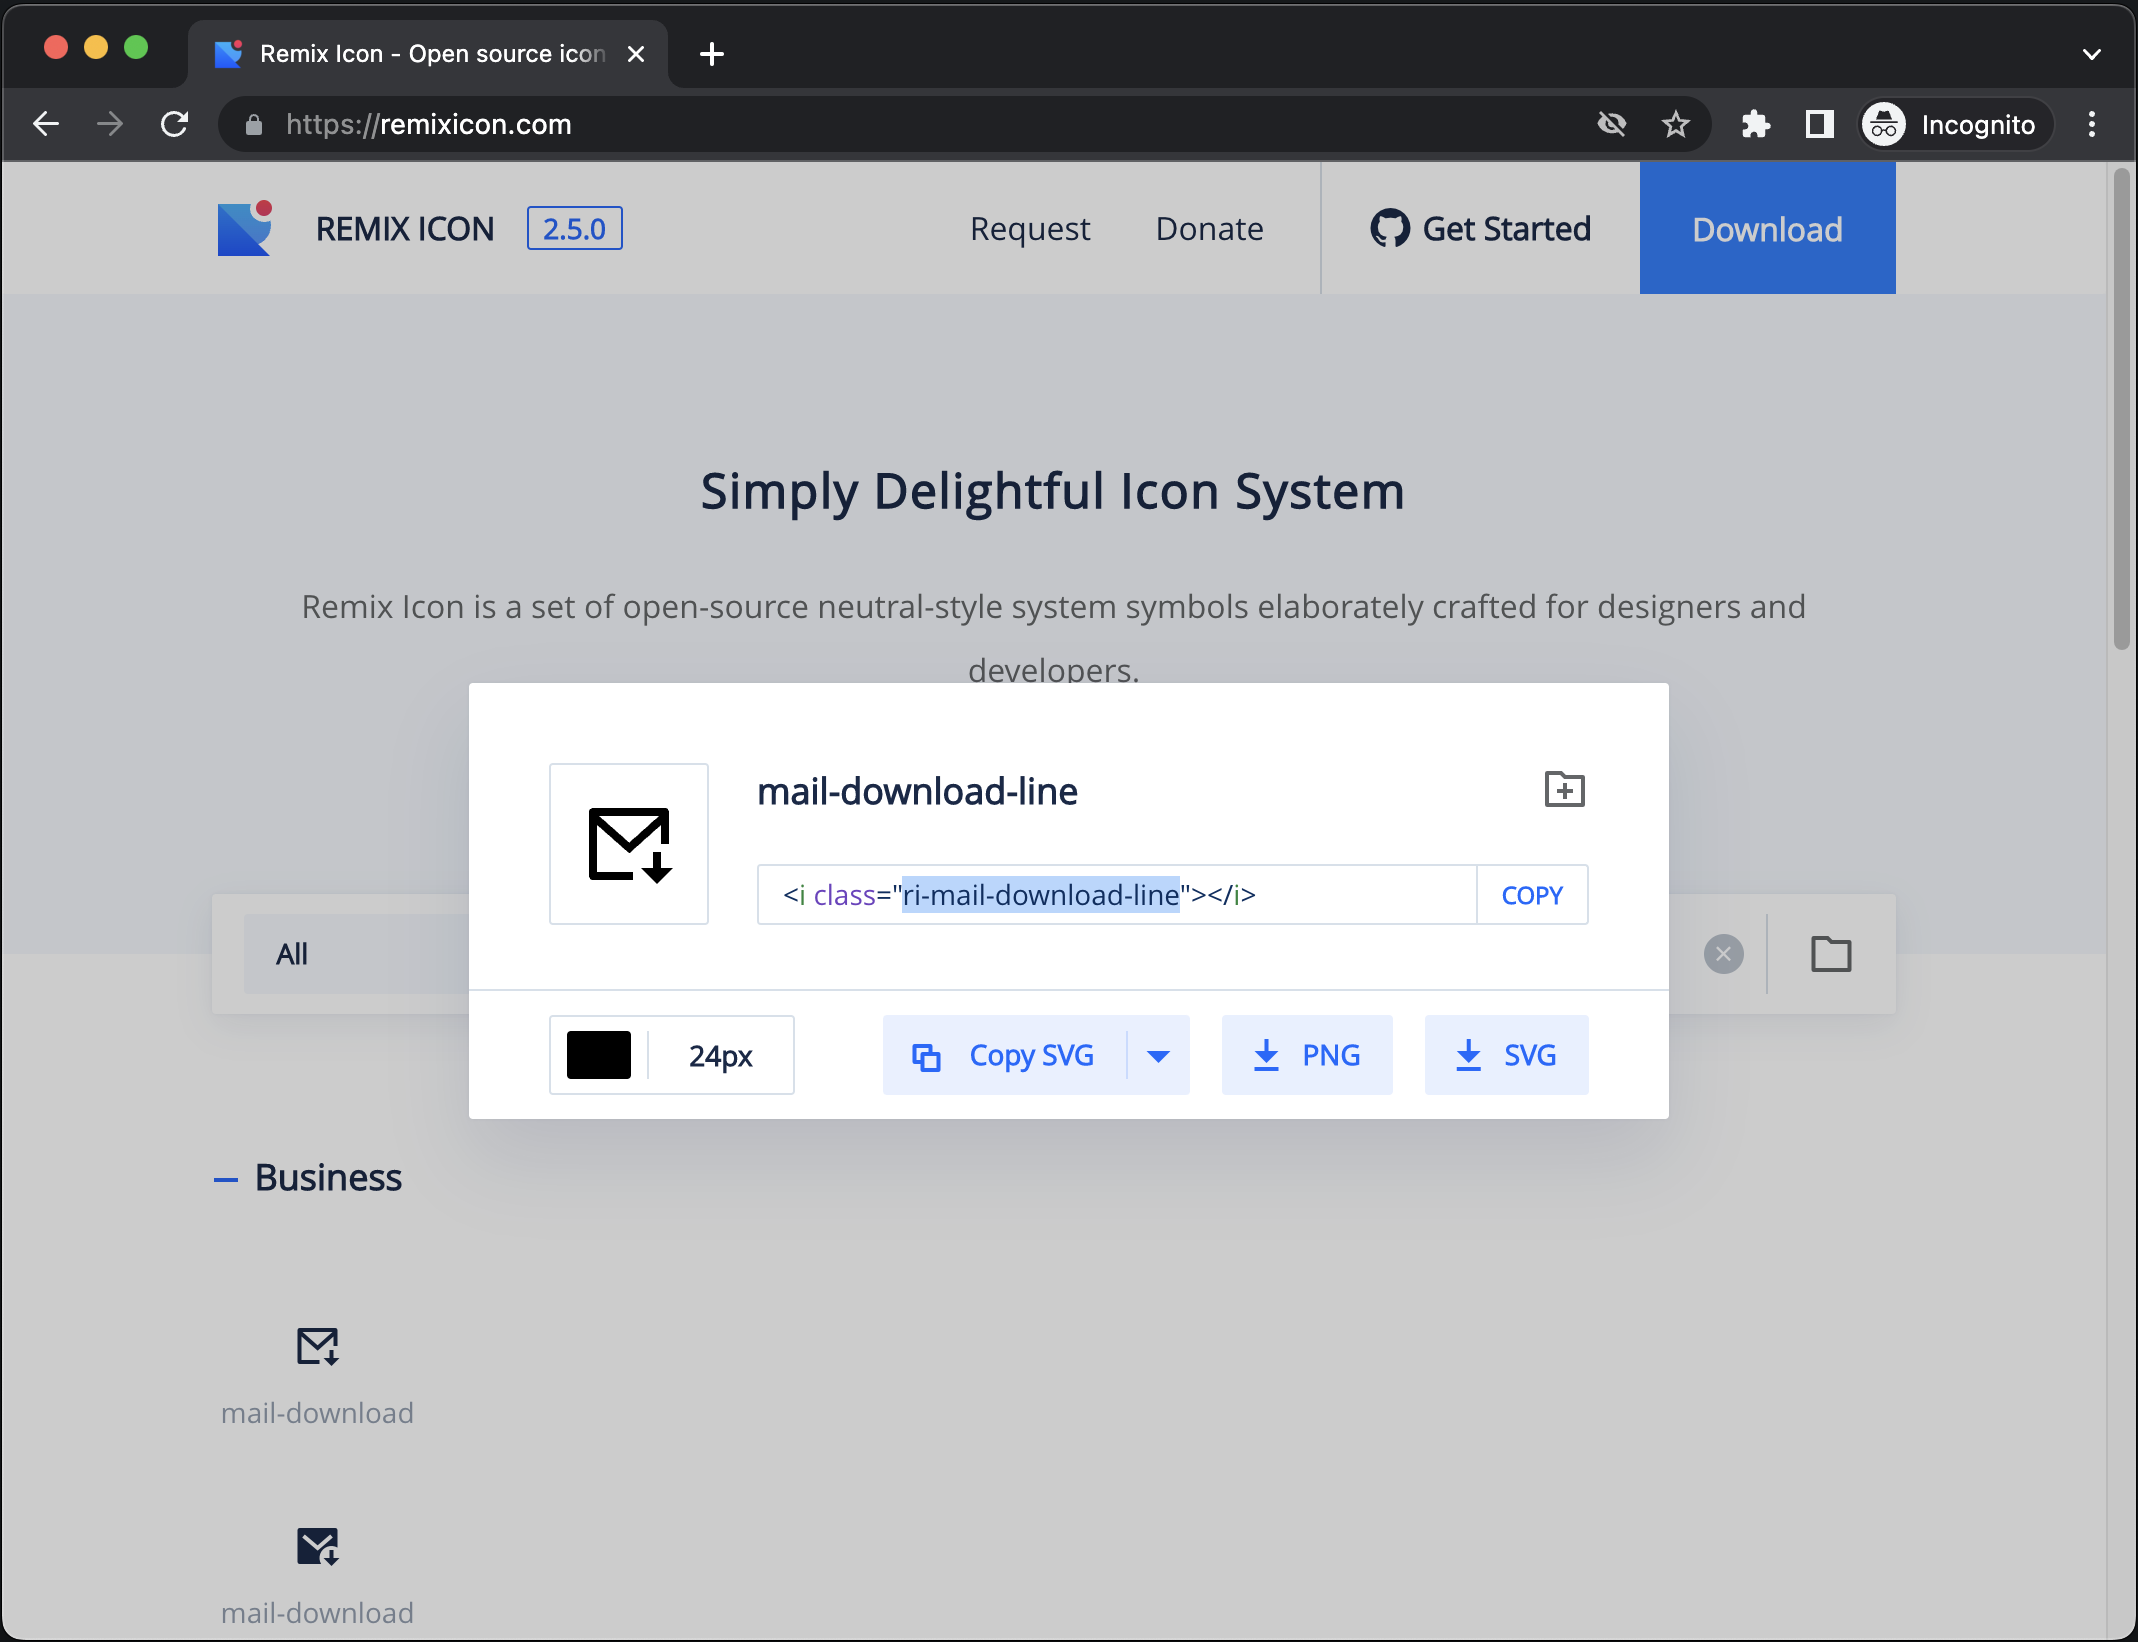 Remix Icon - Open source icon
https://remixicon.com
Incognito
REMIX ICON
2.5.0
Request
Donate
Get Started
Download
Simply Delightful Icon System
Remix Icon is a set of open-source neutral-style system symbols elaborately crafted for designers and
developers.
mail-download-line
<i class="ri-mail-download-line"></i>
COPY
All
24px
Copy SVG
PNG
SVG
Business
mail-download
mail-download